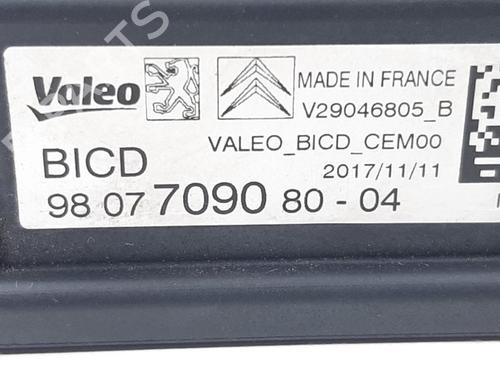 Valeo
MADE IN FRANCE
V29046805_B
VALEO_BICD_CEM00
BICD
2017/11/11
98 07 7090 80 - 04